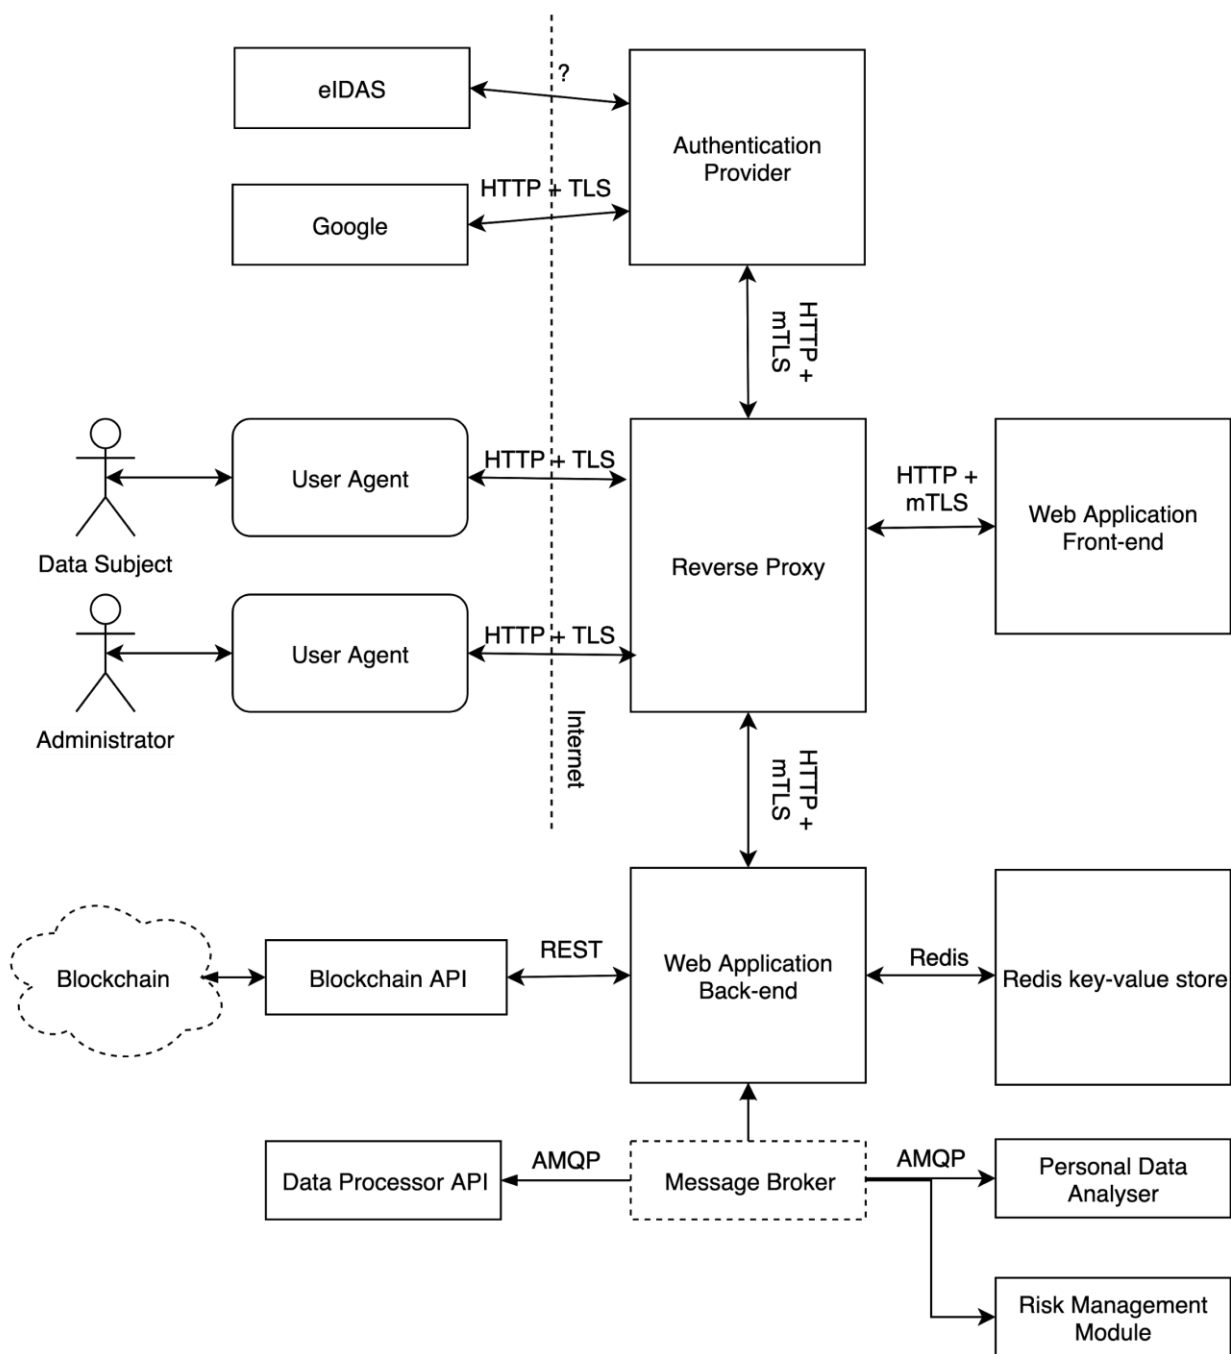 eIDAS
?
Authentication
Provider
HTTP + TLS
Google
HTTP +
mTLS
Data Subject
User Agent
HTTP + TLS
Reverse Proxy
HTTP +
mTLS
Web Application
Front-end
Administrator
User Agent
HTTP + TLS
Internet
HTTP +
mTLS
Blockchain
Blockchain API
REST
Web Application
Back-end
Redis
Redis key-value store
Data Processor API
AMQP
Message Broker
AMQP
Personal Data
Analyser
Risk Management
Module